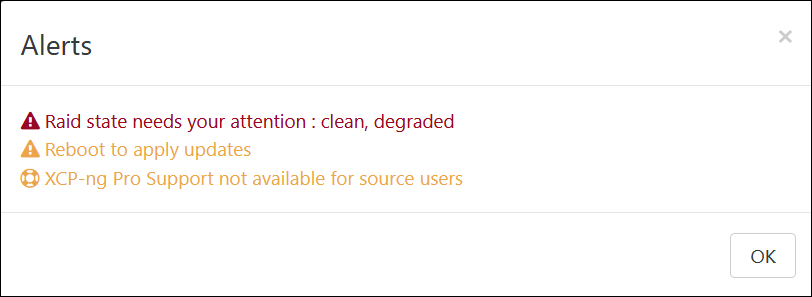 Alerts
×
Raid state needs your attention : clean, degraded
Reboot to apply updates
XCP-ng Pro Support not available for source users
OK